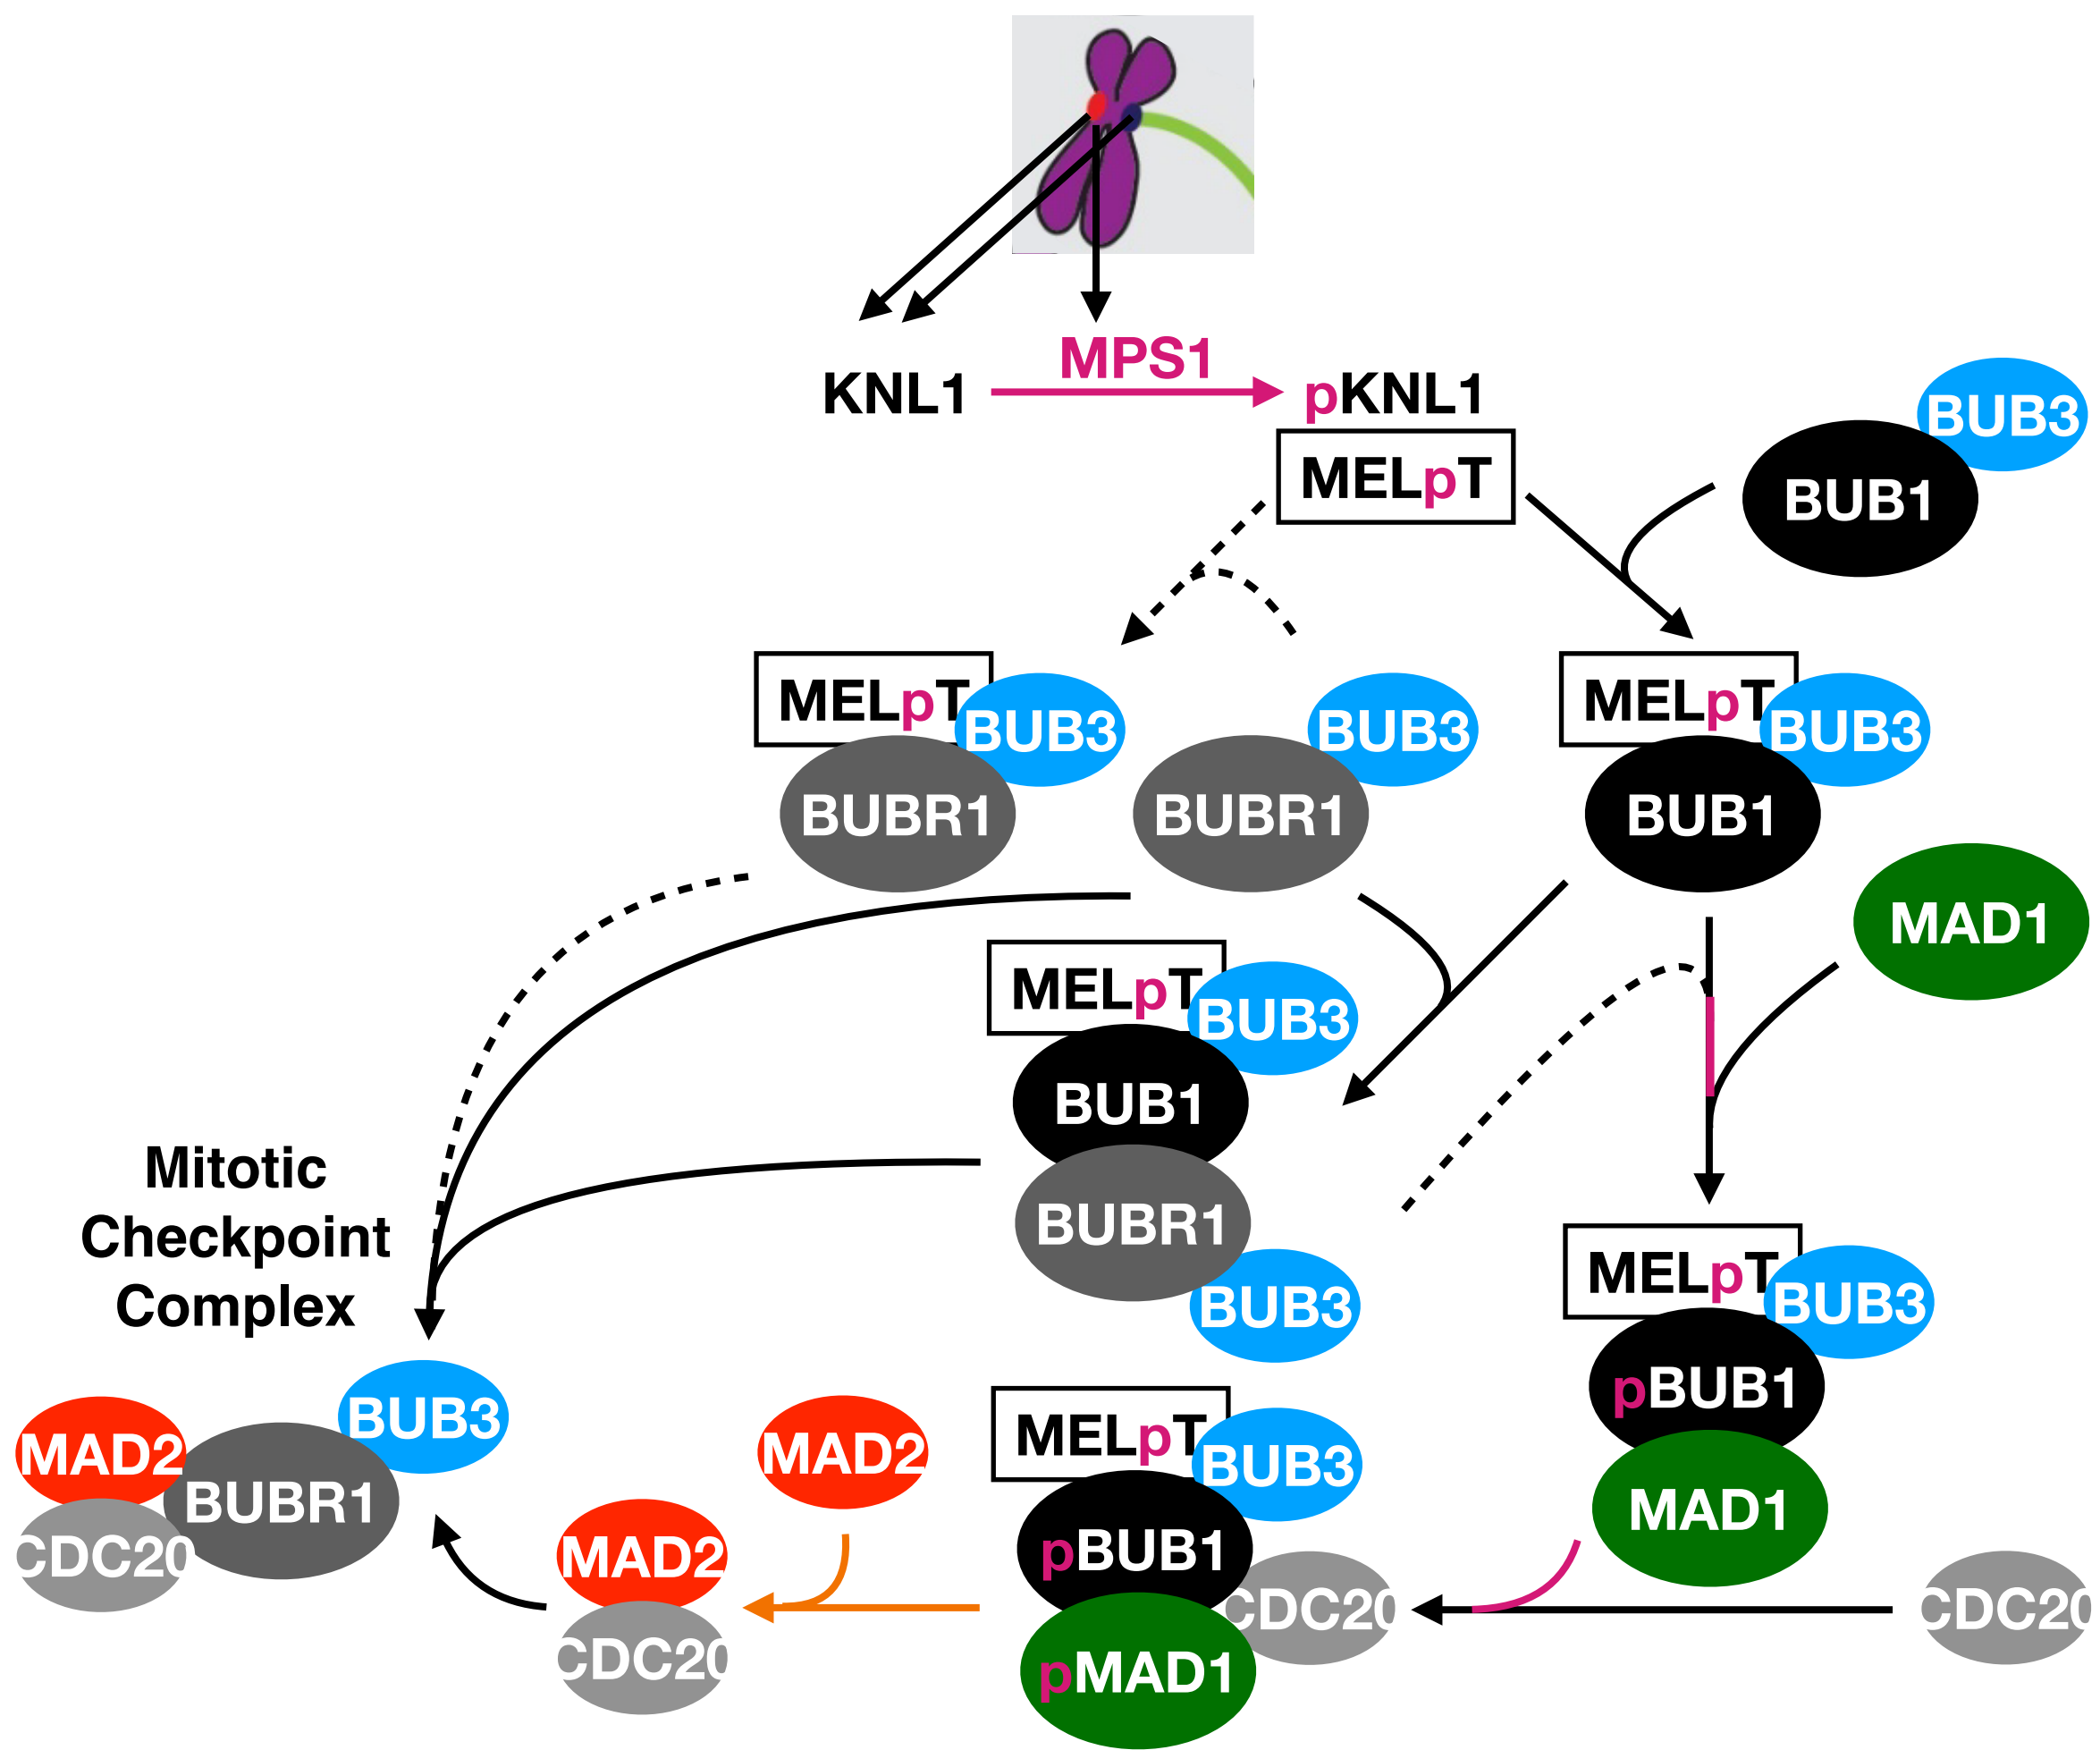 MPS1
KNL1
pKNL1
BUB3
BUB1
MELpT
MELpT
BUB3
BUBR1
BUB3
BUBR1
MELpT
BUB3
BUB1
MAD1
MELpT
BUB3
BUB1
BUBR1
BUB3
Mitotic
Checkpoint
Complex
MELpT
BUB3
pBUB1
MAD1
BUB3
MAD2
BUBR1
CDC20
MAD2
MAD2
CDC20
MELpT
BUB3
pBUB1
CDC20
pMAD1
CDC20